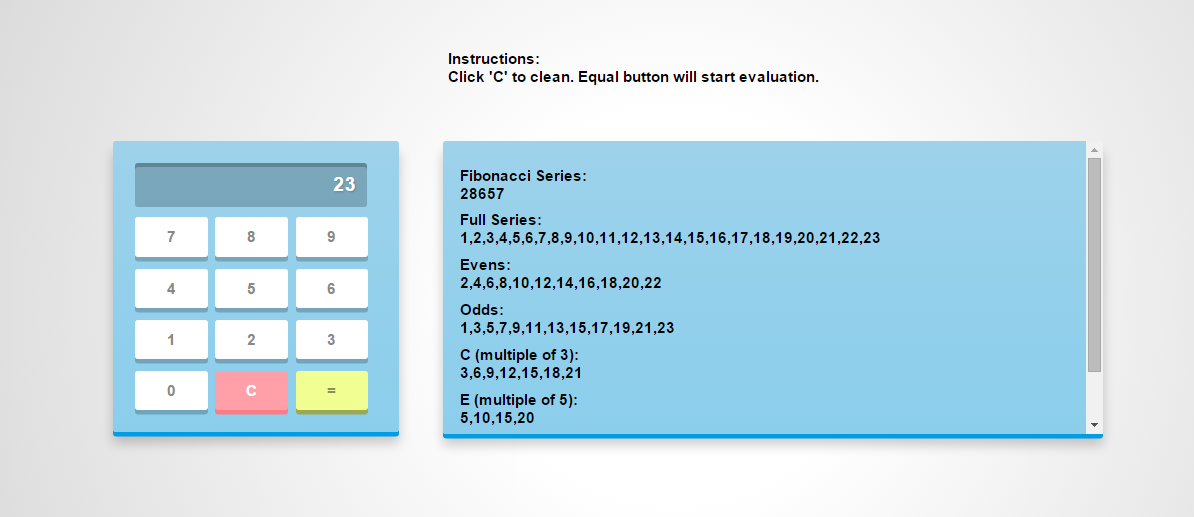 Instructions:
Click 'C' to clean. Equal button will start evaluation.
23
7 8 9
4 5 6
1 2 3
0 C =
Fibonacci Series:
28657
Full Series:
1,2,3,4,5,6,7,8,9,10,11,12,13,14,15,16,17,18,19,20,21,22,23
Evens:
2,4,6,8,10,12,14,16,18,20,22
Odds:
1,3,5,7,9,11,13,15,17,19,21,23
C (multiple of 3):
3,6,9,12,15,18,21
E (multiple of 5):
5,10,15,20